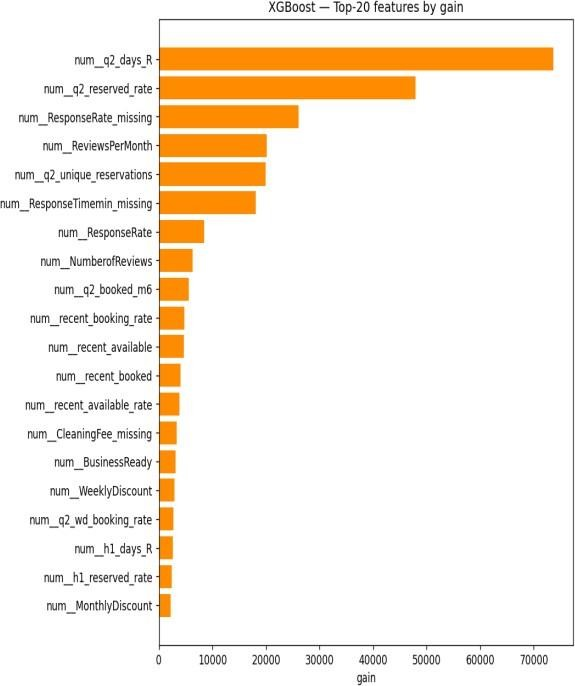 XGBoost — Top-20 features by gain
num__q2_days_R
num__q2_reserved_rate
num__ResponseRate_missing
num__ReviewsPerMonth
num__q2_unique_reservations
num__ResponseTimemin_missing
num__ResponseRate
num__NumberofReviews
num__q2_booked_m6
num__recent_booking_rate
num__recent_available
num__recent_booked
num__recent_available_rate
num__CleaningFee_missing
num__BusinessReady
num__WeeklyDiscount
num__q2_wd_booking_rate
num__h1_days_R
num__h1_reserved_rate
num__MonthlyDiscount
0 10000 20000 30000 40000 50000 60000 70000
gain